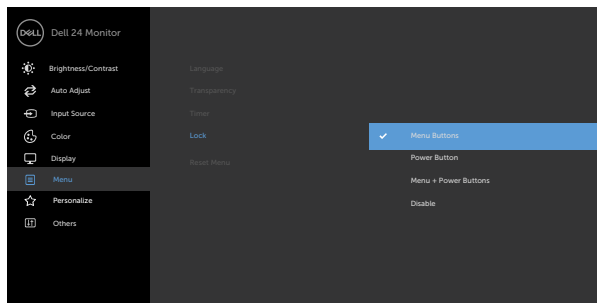 DELL
Dell 24 Monitor
Brightness/Contrast
Auto Adjust
Input Source
Color
Display
Menu
Personalize
Others
Language
Transparency
Timer
Lock
Reset Menu
Menu Buttons
Power Button
Menu + Power Buttons
Disable